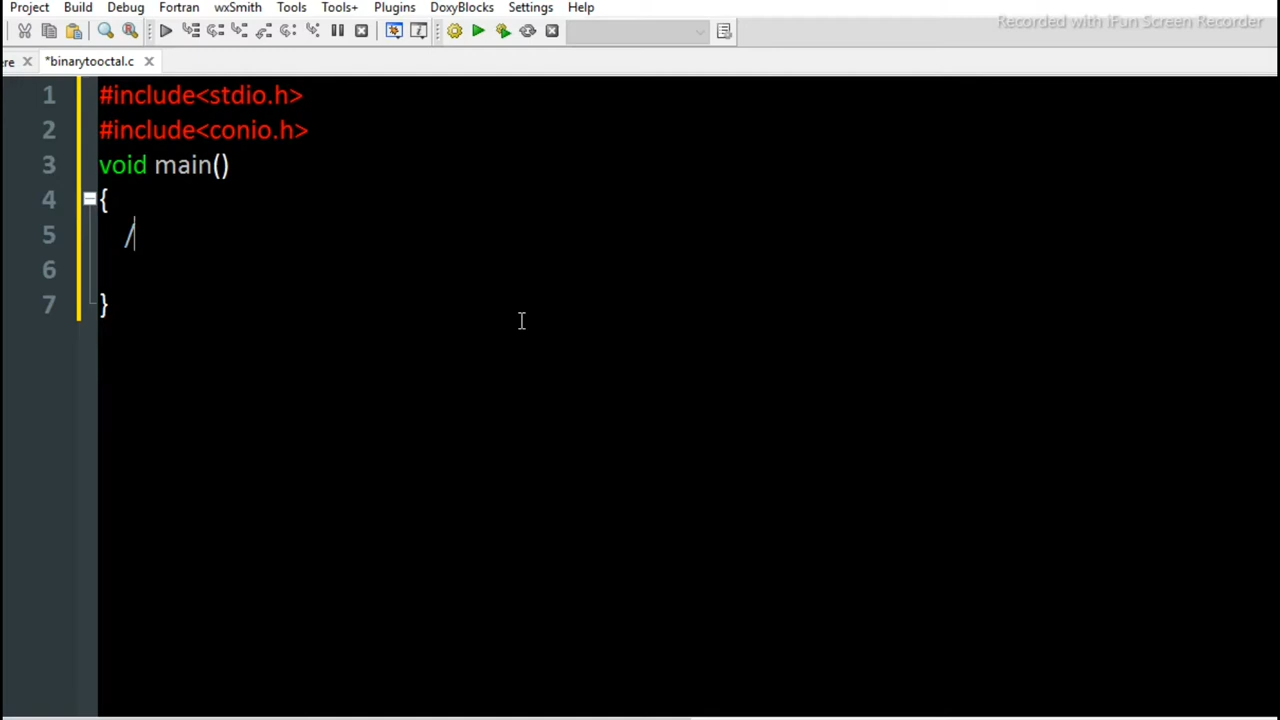 Project Build Debug Fortran wxSmith Tools Tools+ Plugins DoxyBlocks Settings Help
Recorded with iFun Screen Recorder
ere *binarytooctal.c
1 #include<stdio.h>
2 #include<conio.h>
3 void main()
4 {
5 /
6
7 }